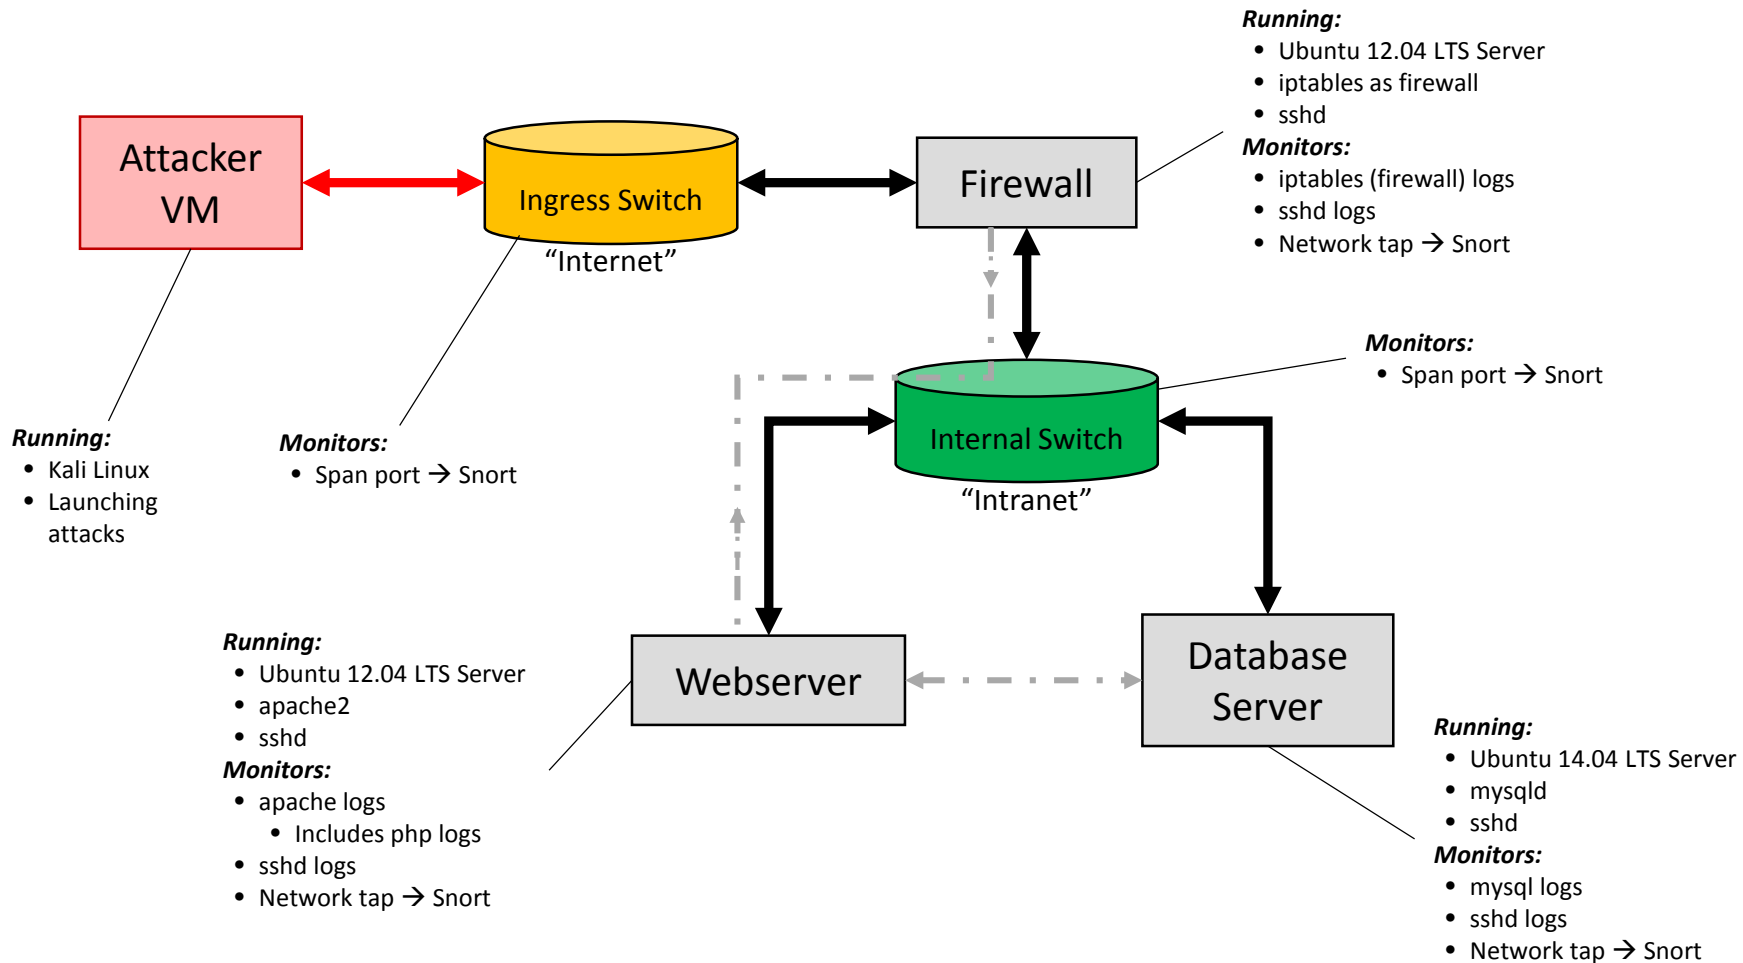 Running:
• Ubuntu 12.04 LTS Server
• iptables as firewall
• sshd
Monitors:
• iptables (firewall) logs
• sshd logs
• Network tap → Snort
Attacker
VM
Ingress Switch
“Internet”
Firewall
Monitors:
• Span port → Snort
Internal Switch
“Intranet”
Running:
• Kali Linux
• Launching
attacks
Monitors:
• Span port → Snort
Running:
• Ubuntu 12.04 LTS Server
• apache2
• sshd
Monitors:
• apache logs
• Includes php logs
• sshd logs
• Network tap → Snort
Webserver
Database
Server
Running:
• Ubuntu 14.04 LTS Server
• mysqld
• sshd
Monitors:
• mysql logs
• sshd logs
• Network tap → Snort